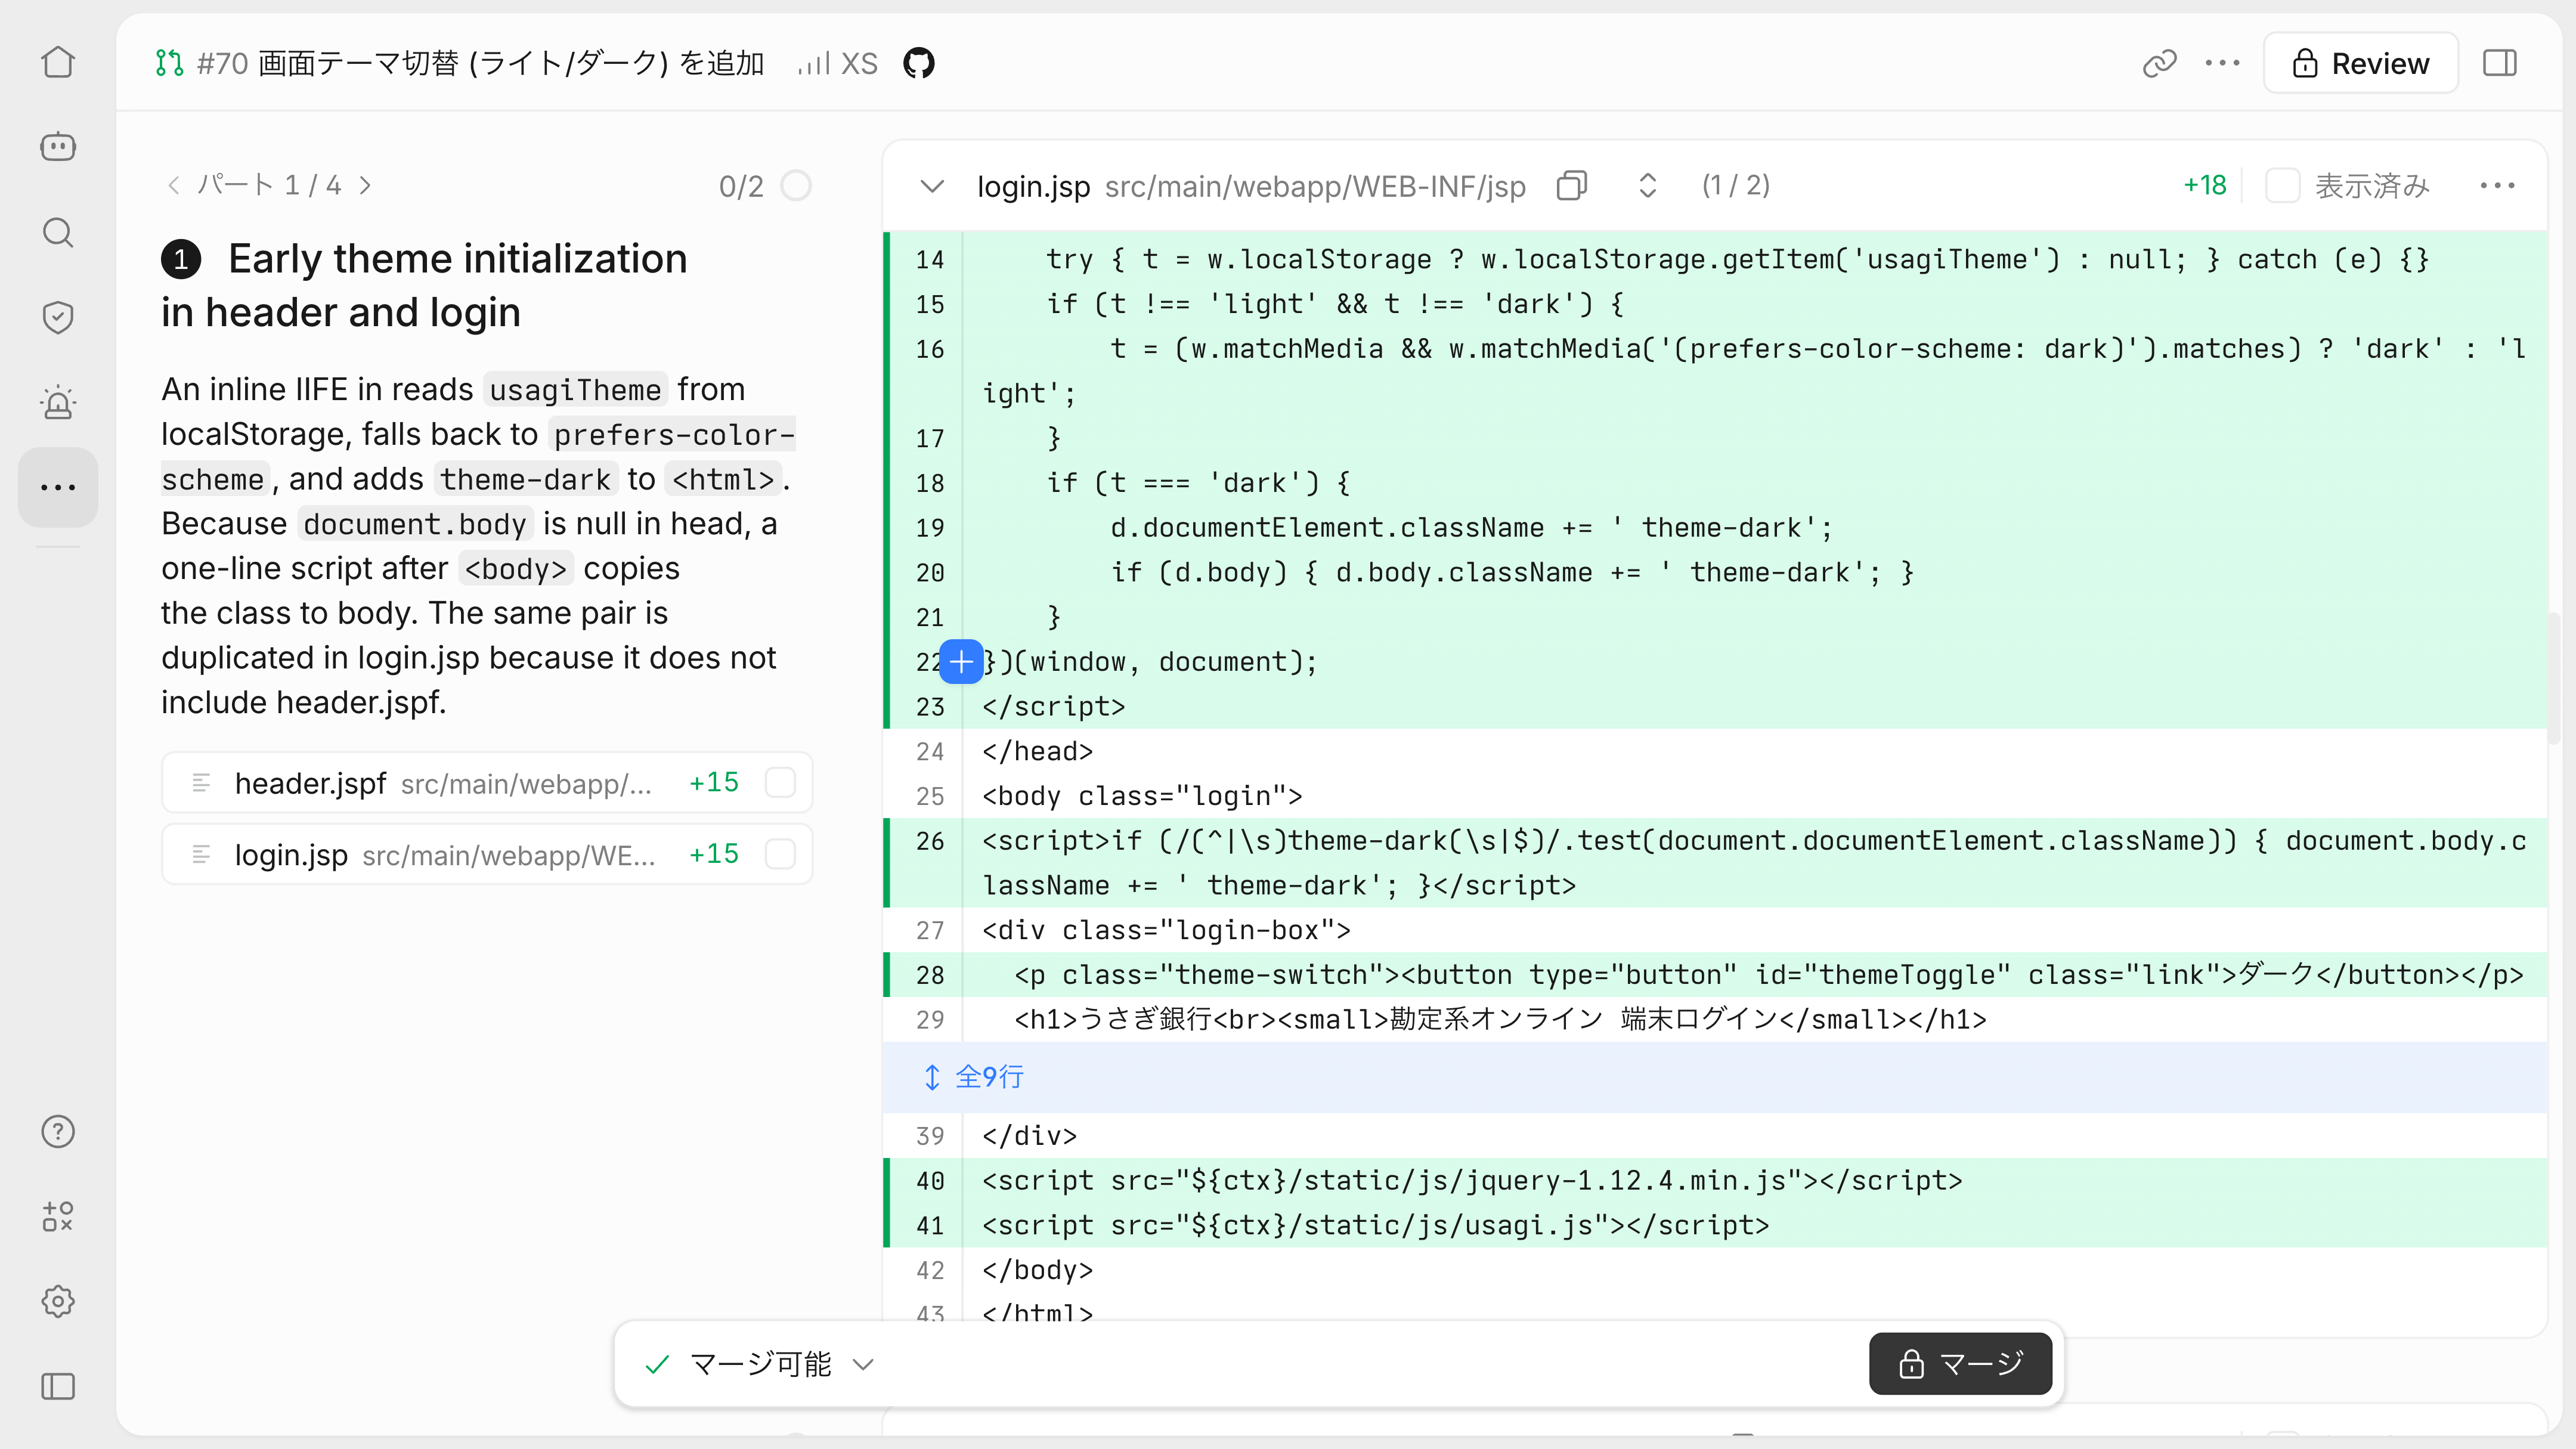 #70 画面テーマ切替 (ライト/ダーク) を追加 XS
Review
パート 1 / 4
0/2
1 Early theme initialization
in header and login
An inline IIFE in reads usagiTheme from
localStorage, falls back to prefers-color-
scheme, and adds theme-dark to <html>.
Because document.body is null in head, a
one-line script after <body> copies
the class to body. The same pair is
duplicated in login.jsp because it does not
include header.jspf.
header.jspf src/main/webapp/... +15
login.jsp src/main/webapp/WE... +15
login.jsp src/main/webapp/WEB-INF/jsp (1 / 2) +18 表示済み
14     try { t = w.localStorage ? w.localStorage.getItem('usagiTheme') : null; } catch (e) {}
15     if (t !== 'light' && t !== 'dark') {
16         t = (w.matchMedia && w.matchMedia('(prefers-color-scheme: dark)').matches) ? 'dark' : 'l
ight';
17     }
18     if (t === 'dark') {
19         d.documentElement.className += ' theme-dark';
20         if (d.body) { d.body.className += ' theme-dark'; }
21     }
22 })(window, document);
23 </script>
24 </head>
25 <body class="login">
26 <script>if (/(^|\s)theme-dark(\s|$)/.test(document.documentElement.className)) { document.body.c
lassName += ' theme-dark'; }</script>
27 <div class="login-box">
28   <p class="theme-switch"><button type="button" id="themeToggle" class="link">ダーク</button></p>
29   <h1>うさぎ銀行<br><small>勘定系オンライン 端末ログイン</small></h1>
全9行
39 </div>
40 <script src="${ctx}/static/js/jquery-1.12.4.min.js"></script>
41 <script src="${ctx}/static/js/usagi.js"></script>
42 </body>
43 </html>
マージ可能
マージ